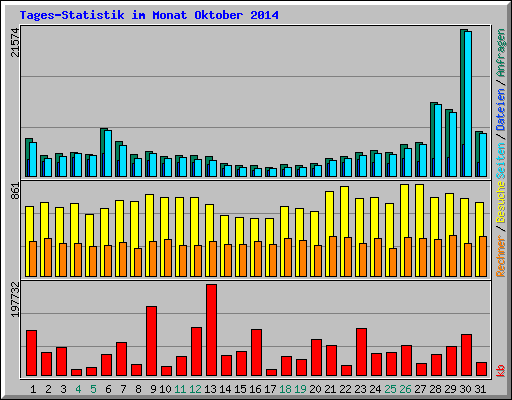 Tages-Statistik im Monat Oktober 2014
21574
861
197732
Rechner / Besuche Seiten / Dateien / Anfragen
kb
1 2 3 4 5 6 7 8 9 10 11 12 13 14 15 16 17 18 19 20 21 22 23 24 25 26 27 28 29 30 31